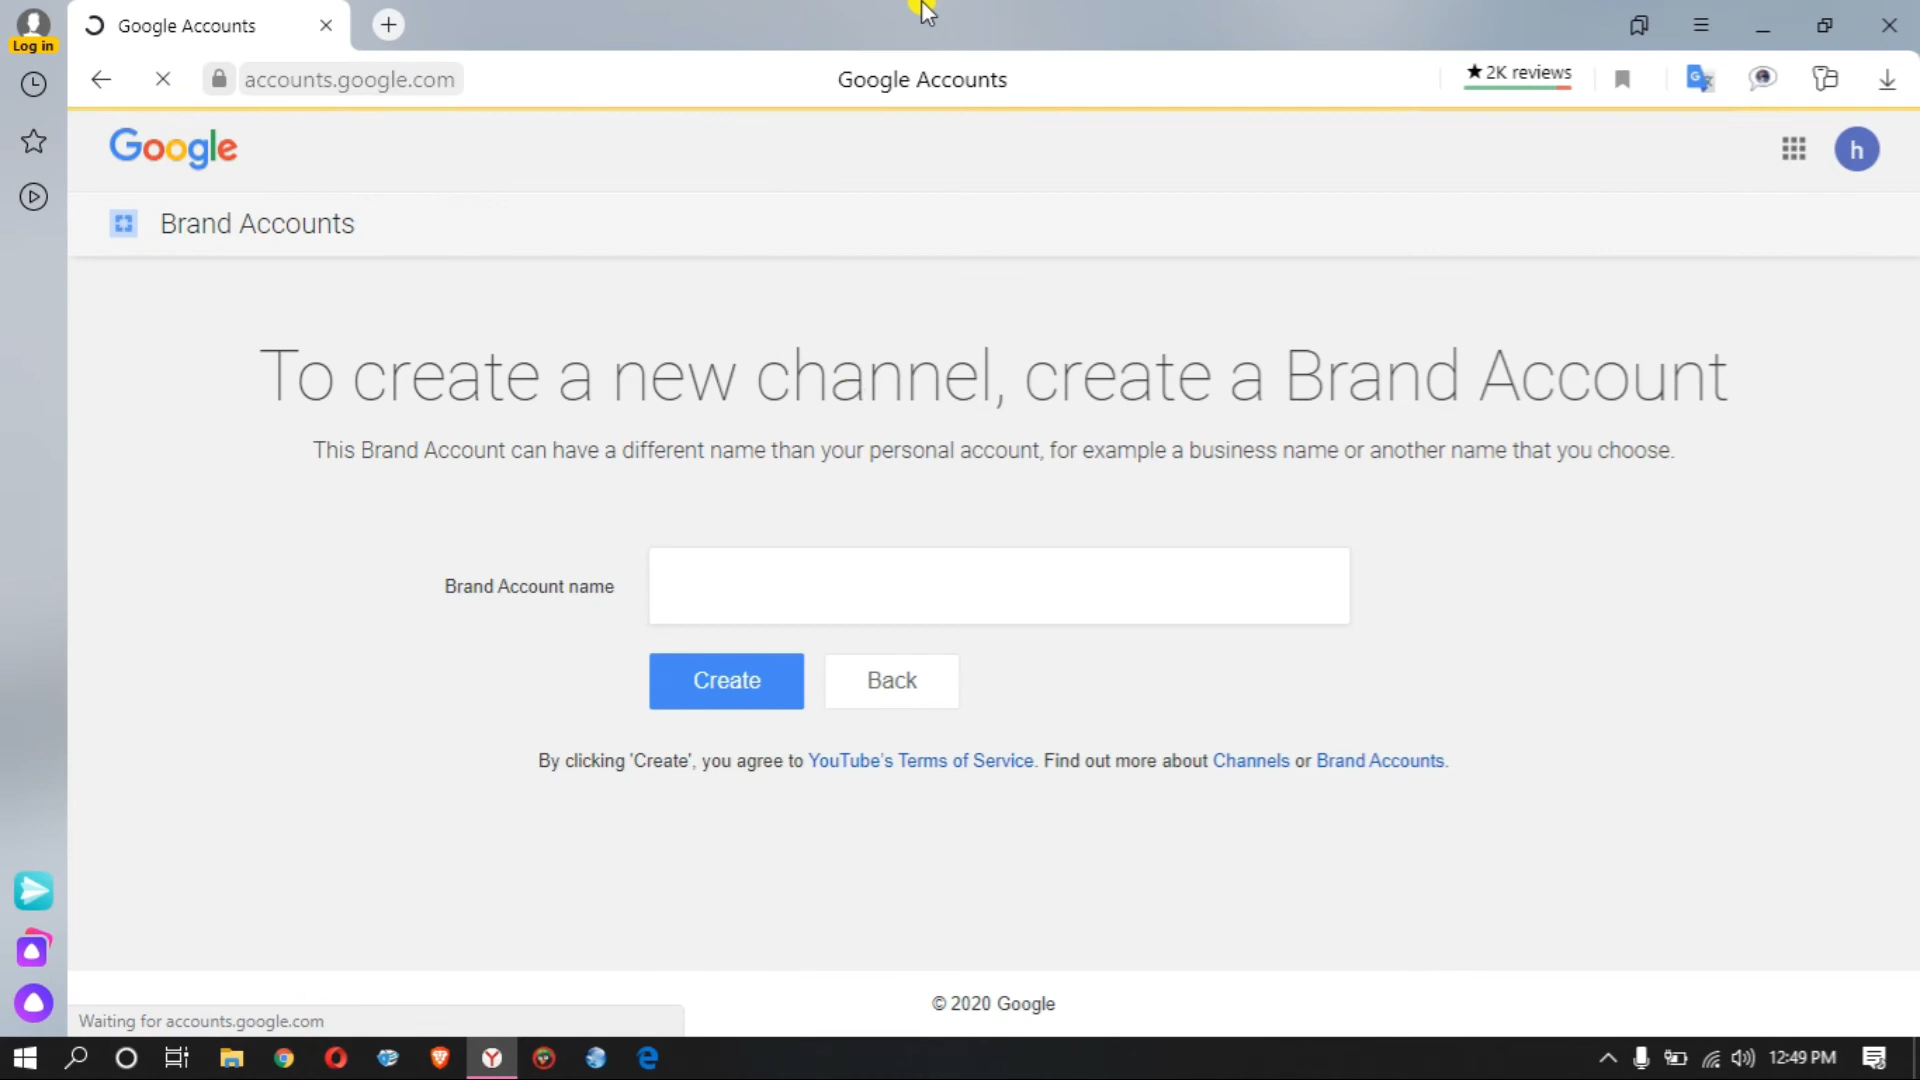 Log in
Google Accounts
accounts.google.com
Google Accounts
★ 2K reviews
Google
h
Brand Accounts
To create a new channel, create a Brand Account
This Brand Account can have a different name than your personal account, for example a business name or another name that you choose.
Brand Account name
Create
Back
By clicking 'Create', you agree to YouTube's Terms of Service. Find out more about Channels or Brand Accounts.
© 2020 Google
Waiting for accounts.google.com
12:49 PM